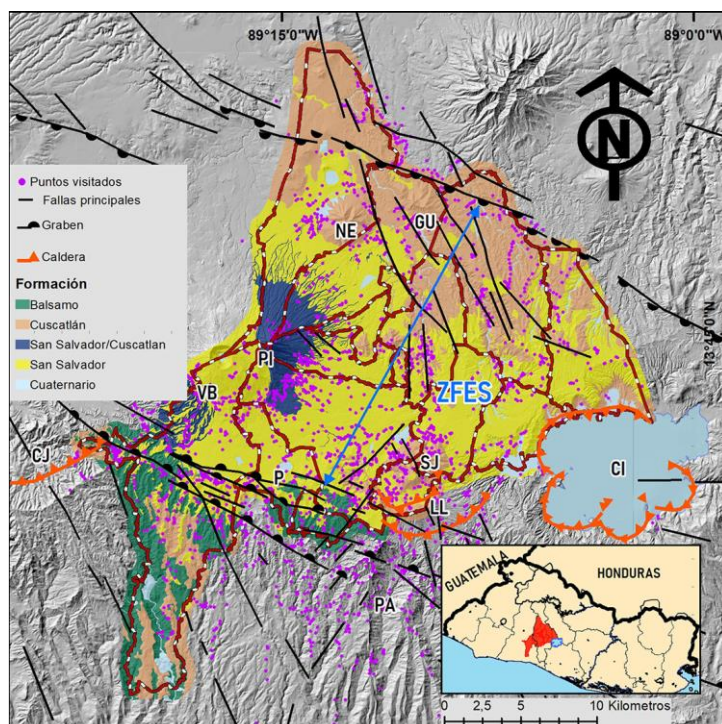 89°15'0"W
89°0'0"W
N
Puntos visitados
Fallas principales
Graben
Caldera
Formación
Balsamo
Cuscatlán
San Salvador/Cuscatlan
San Salvador
Cuaternario
NE
GU
13°45'0"N
PI
VB
ZFES
CJ
SJ
CI
P
LL
PA
GUATEMALA
HONDURAS
0 2,5 5 10 Kilometros